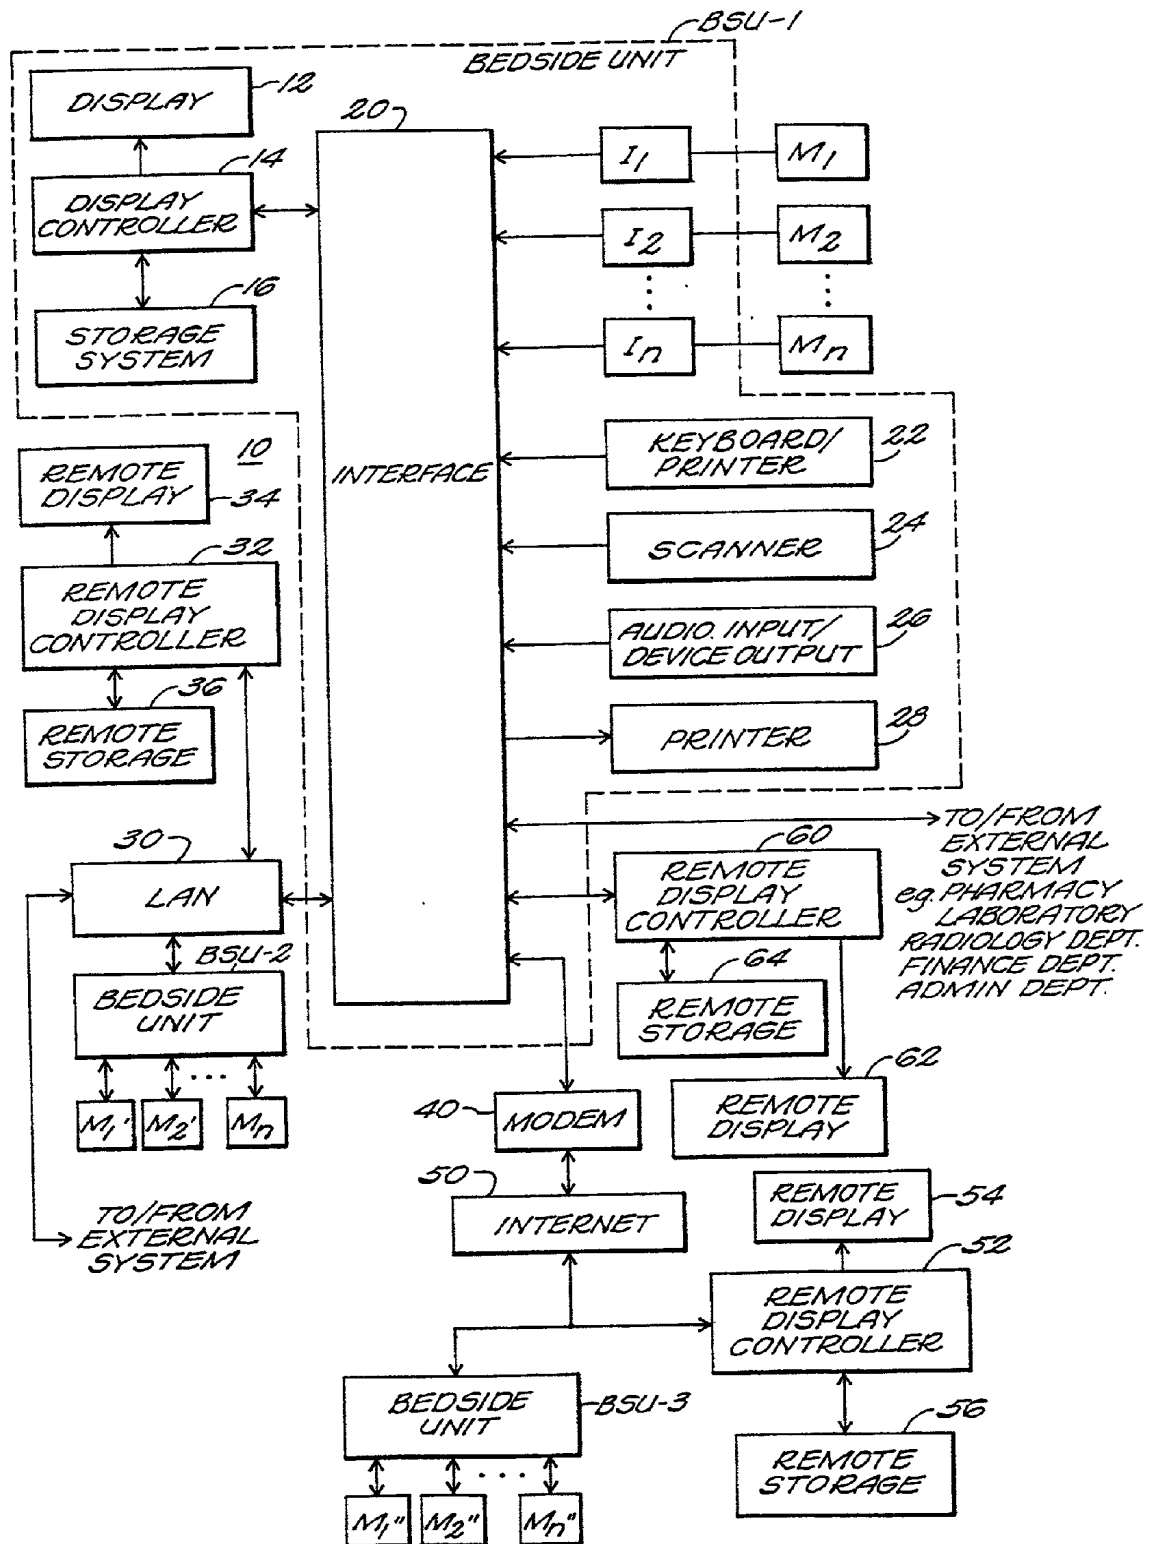 BSU-1
BEDSIDE UNIT
DISPLAY
12
20
14
DISPLAY
CONTROLLER
16
STORAGE
SYSTEM
I1
M1
I2
M2
In
Mn
INTERFACE
KEYBOARD/
PRINTER
22
SCANNER
24
AUDIO INPUT/
DEVICE OUTPUT
26
PRINTER
28
10
REMOTE
DISPLAY
34
32
REMOTE
DISPLAY
CONTROLLER
36
REMOTE
STORAGE
30
LAN
BSU-2
BEDSIDE
UNIT
M1'
M2'
Mn
TO/FROM
EXTERNAL
SYSTEM
TO/FROM
EXTERNAL
SYSTEM
eg. PHARMACY
LABORATORY
RADIOLOGY DEPT.
FINANCE DEPT.
ADMIN DEPT.
60
REMOTE
DISPLAY
CONTROLLER
64
REMOTE
STORAGE
62
REMOTE
DISPLAY
40
MODEM
50
INTERNET
REMOTE
DISPLAY
54
52
REMOTE
DISPLAY
CONTROLLER
56
REMOTE
STORAGE
BEDSIDE
UNIT
BSU-3
M1"
M2"
Mn"